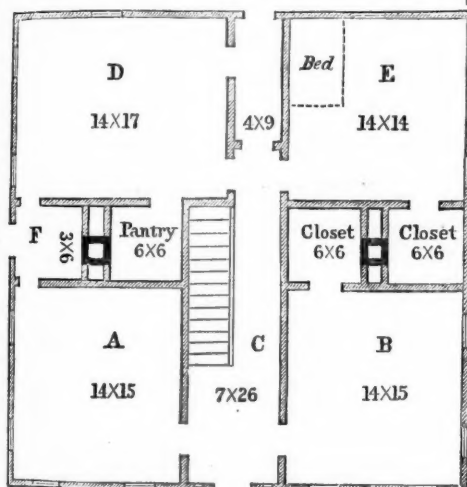 D
14X17
Bed
E
14X14
4X9
F
3X6
Pantry
6X6
Closet
6X6
Closet
6X6
A
14X15
C
7X26
B
14X15